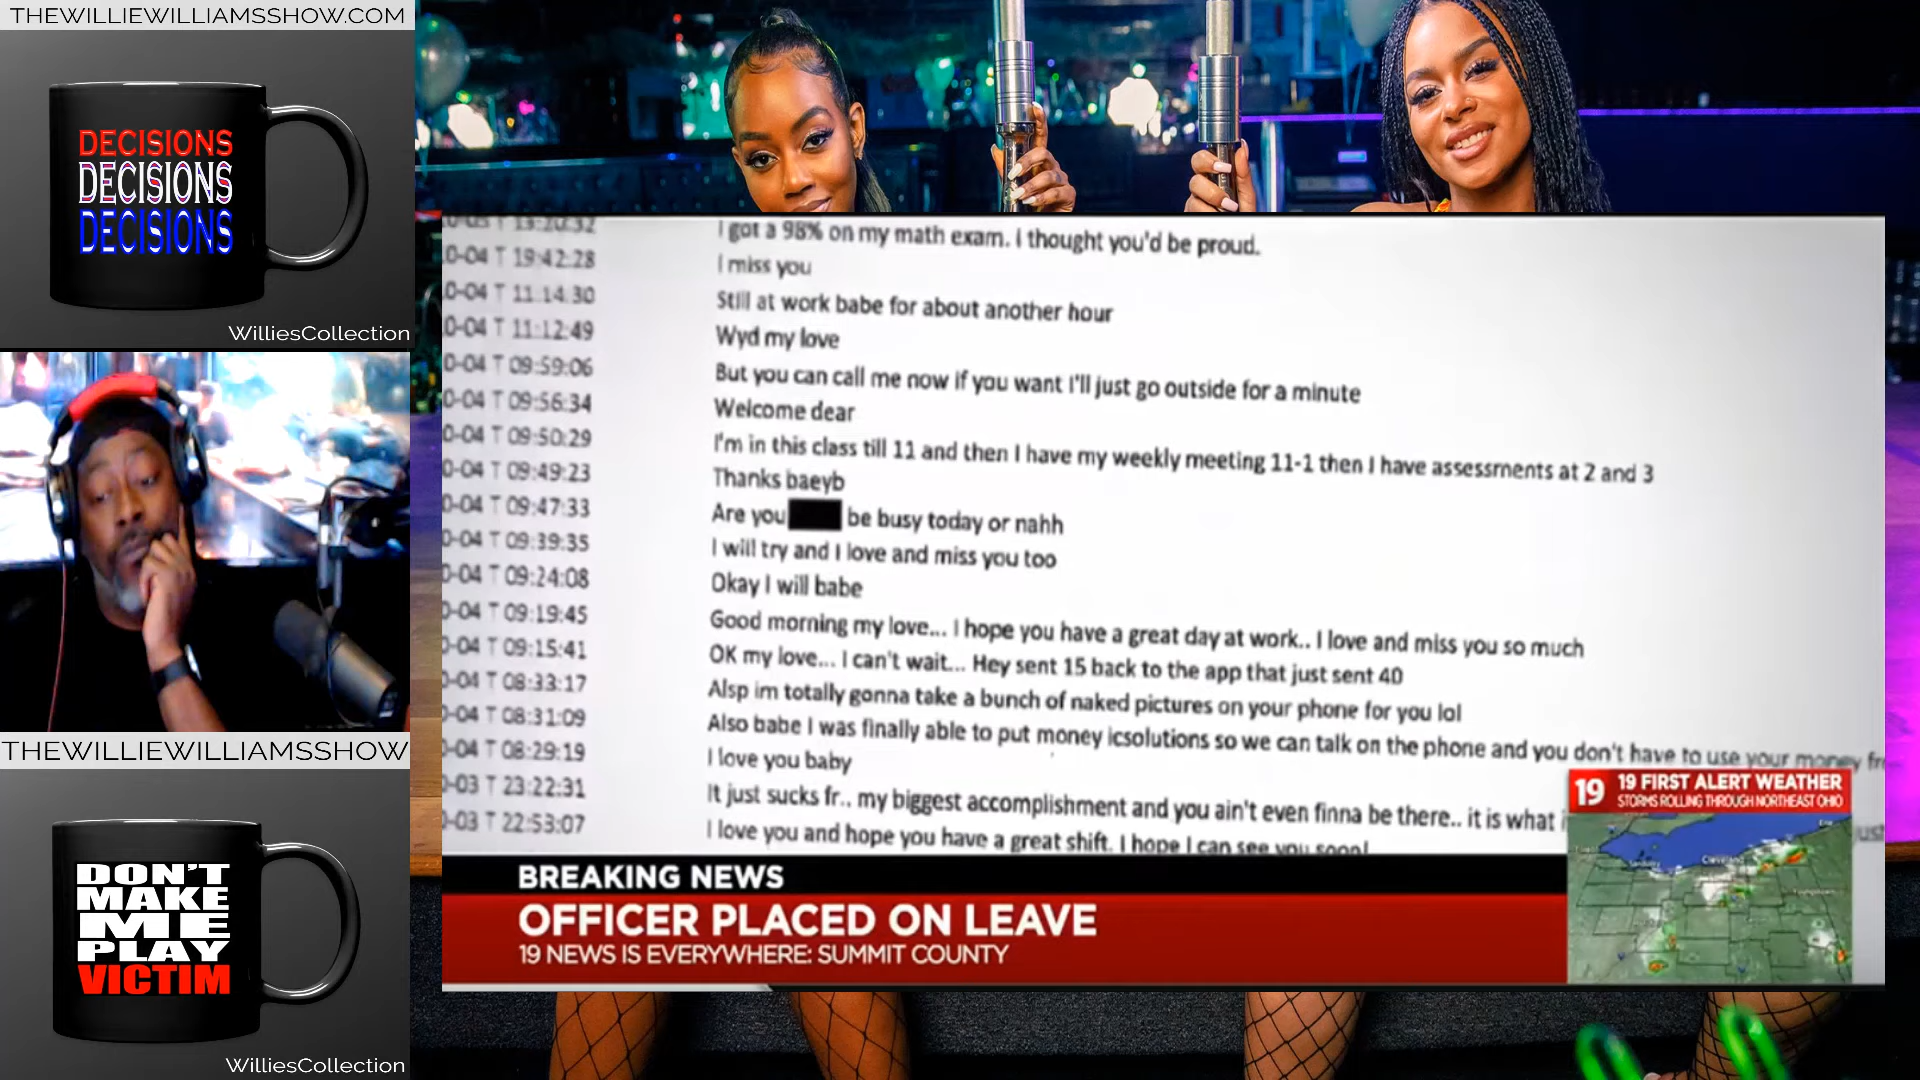 THEWILLIEWILLIAMSSHOW.COM
DECISIONS
DECISIONS
DECISIONS
WilliesCollection
THEWILLIEWILLIAMSSHOW
DON'T
MAKE
ME
PLAY
VICTIM
WilliesCollection
13:20:32 I got a 98% on my math exam. I thought you'd be proud.
0-04 T 19:42:28 I miss you
0-04 T 11:14:30 Still at work babe for about another hour
0-04 T 11:12:49 Wyd my love
0-04 T 09:59:06 But you can call me now if you want I'll just go outside for a minute
0-04 T 09:56:34 Welcome dear
0-04 T 09:50:29 I'm in this class till 11 and then I have my weekly meeting 11-1 then I have assessments at 2 and 3
0-04 T 09:49:23 Thanks baeyb
0-04 T 09:47:33 Are you be busy today or nahh
0-04 T 09:39:35 I will try and I love and miss you too
0-04 T 09:24:08 Okay I will babe
0-04 T 09:19:45 Good morning my love... I hope you have a great day at work.. I love and miss you so much
0-04 T 09:15:41 OK my love... I can't wait... Hey sent 15 back to the app that just sent 40
0-04 T 08:33:17 Alsp im totally gonna take a bunch of naked pictures on your phone for you lol
0-04 T 08:31:09 Also babe I was finally able to put money icsolutions so we can talk on the phone and you don't have to use your money
0-04 T 08:29:19 I love you baby
0-03 T 23:22:31 It just sucks fr.. my biggest accomplishment and you ain't even finna be there.. it is what
0-03 T 22:53:07 I love you and hope you have a great shift. I hope I can see you soon!
BREAKING NEWS
OFFICER PLACED ON LEAVE
19 NEWS IS EVERYWHERE: SUMMIT COUNTY
19 19 FIRST ALERT WEATHER
STORMS ROLLING THROUGH NORTHEAST OHIO
Cleveland